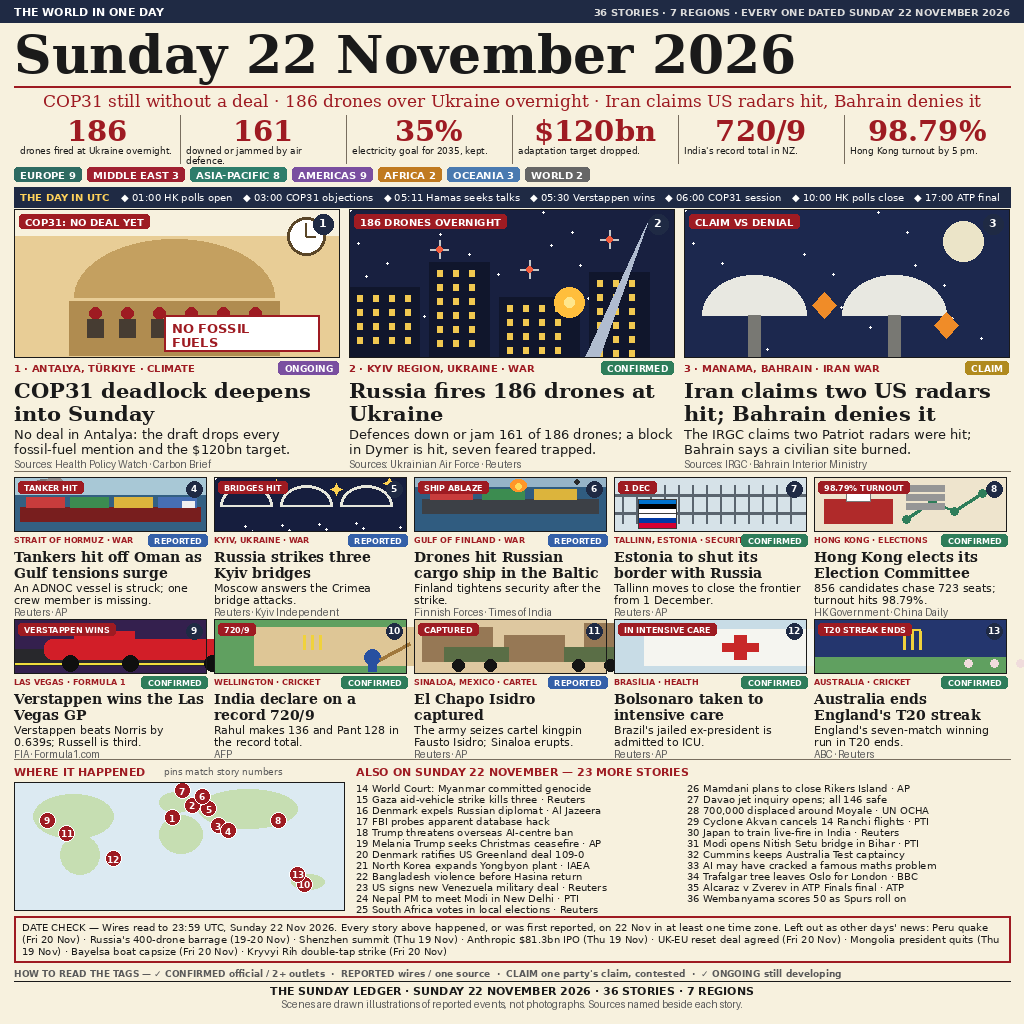 THE WORLD IN ONE DAY
36 STORIES · 7 REGIONS · EVERY ONE DATED SUNDAY 22 NOVEMBER 2026
Sunday 22 November 2026
COP31 still without a deal · 186 drones over Ukraine overnight · Iran claims US radars hit, Bahrain denies it
186
drones fired at Ukraine overnight.
161
downed or jammed by air
defence.
35%
electricity goal for 2035, kept.
$120bn
adaptation target dropped.
720/9
India's record total in NZ.
98.79%
Hong Kong turnout by 5 pm.
EUROPE 9
MIDDLE EAST 3
ASIA-PACIFIC 8
AMERICAS 9
AFRICA 2
OCEANIA 3
WORLD 2
THE DAY IN UTC ◆ 01:00 HK polls open ◆ 03:00 COP31 objections ◆ 05:11 Hamas seeks talks ◆ 05:30 Verstappen wins ◆ 06:00 COP31 session ◆ 10:00 HK polls close ◆ 17:00 ATP final
COP31: NO DEAL YET
1
NO FOSSIL
FUELS
1 · ANTALYA, TÜRKIYE · CLIMATE
ONGOING
COP31 deadlock deepens
into Sunday
No deal in Antalya: the draft drops every
fossil-fuel mention and the $120bn target.
Sources: Health Policy Watch · Carbon Brief
186 DRONES OVERNIGHT
2
2 · KYIV REGION, UKRAINE · WAR
CONFIRMED
Russia fires 186 drones at
Ukraine
Defences down or jam 161 of 186 drones; a block
in Dymer is hit, seven feared trapped.
Sources: Ukrainian Air Force · Reuters
CLAIM VS DENIAL
3
3 · MANAMA, BAHRAIN · IRAN WAR
CLAIM
Iran claims two US radars
hit; Bahrain denies it
The IRGC claims two Patriot radars were hit;
Bahrain says a civilian site burned.
Sources: IRGC · Bahrain Interior Ministry
TANKER HIT
4
STRAIT OF HORMUZ · WAR
REPORTED
Tankers hit off Oman as
Gulf tensions surge
An ADNOC vessel is struck; one
crew member is missing.
Reuters · AP
BRIDGES HIT
5
KYIV, UKRAINE · WAR
REPORTED
Russia strikes three
Kyiv bridges
Moscow answers the Crimea
bridge attacks.
Reuters · Kyiv Independent
SHIP ABLAZE
6
GULF OF FINLAND · WAR
REPORTED
Drones hit Russian
cargo ship in the Baltic
Finland tightens security after the
strike.
Finnish Forces · Times of India
1 DEC
7
TALLINN, ESTONIA · SECURIT
CONFIRMED
Estonia to shut its
border with Russia
Tallinn moves to close the frontier
from 1 December.
Reuters · AP
98.79% TURNOUT
8
HONG KONG · ELECTIONS
CONFIRMED
Hong Kong elects its
Election Committee
856 candidates chase 723 seats;
turnout hits 98.79%.
HK Government · China Daily
VERSTAPPEN WINS
9
LAS VEGAS · FORMULA 1
CONFIRMED
Verstappen wins the Las
Vegas GP
Verstappen beats Norris by
0.639s; Russell is third.
FIA · Formula1.com
720/9
10
WELLINGTON · CRICKET
CONFIRMED
India declare on a
record 720/9
Rahul makes 136 and Pant 128 in
the record total.
AFP
CAPTURED
11
SINALOA, MEXICO · CARTEL
REPORTED
El Chapo Isidro
captured
The army seizes cartel kingpin
Fausto Isidro; Sinaloa erupts.
Reuters · AP
IN INTENSIVE CARE
12
BRASÍLIA · HEALTH
CONFIRMED
Bolsonaro taken to
intensive care
Brazil's jailed ex-president is
admitted to ICU.
Reuters · AP
T20 STREAK ENDS
13
AUSTRALIA · CRICKET
CONFIRMED
Australia ends
England's T20 streak
England's seven-match winning
run in T20 ends.
ABC · Reuters
WHERE IT HAPPENED pins match story numbers
7
6
2
5
1
9
11
3
4
8
12
13
10
ALSO ON SUNDAY 22 NOVEMBER — 23 MORE STORIES
14 World Court: Myanmar committed genocide
15 Gaza aid-vehicle strike kills three · Reuters
16 Denmark expels Russian diplomat · Al Jazeera
17 FBI probes apparent database hack
18 Trump threatens overseas AI-centre ban
19 Melania Trump seeks Christmas ceasefire · AP
20 Denmark ratifies US Greenland deal 109-0
21 North Korea expands Yongbyon plant · IAEA
22 Bangladesh violence before Hasina return
23 US signs new Venezuela military deal · Reuters
24 Nepal PM to meet Modi in New Delhi · PTI
25 South Africa votes in local elections · Reuters
26 Mamdani plans to close Rikers Island · AP
27 Davao jet inquiry opens; all 146 safe
28 700,000 displaced around Moyale · UN OCHA
29 Cyclone Akvan cancels 14 Ranchi flights · PTI
30 Japan to train live-fire in India · Reuters
31 Modi opens Nitish Setu bridge in Bihar · PTI
32 Cummins keeps Australia Test captaincy
33 AI may have cracked a famous maths problem
34 Trafalgar tree leaves Oslo for London · BBC
35 Alcaraz v Zverev in ATP Finals final · ATP
36 Wembanyama scores 50 as Spurs roll on
DATE CHECK — Wires read to 23:59 UTC, Sunday 22 Nov 2026. Every story above happened, or was first reported, on 22 Nov in at least one time zone. Left out as other days' news: Peru quake
(Fri 20 Nov) · Russia's 400-drone barrage (19-20 Nov) · Shenzhen summit (Thu 19 Nov) · Anthropic $81.3bn IPO (Thu 19 Nov) · UK-EU reset deal agreed (Fri 20 Nov) · Mongolia president quits (Thu
19 Nov) · Bayelsa boat capsize (Fri 20 Nov) · Kryvyi Rih double-tap strike (Fri 20 Nov)
HOW TO READ THE TAGS — ✓ CONFIRMED official / 2+ outlets · REPORTED wires / one source · CLAIM one party's claim, contested · ✓ ONGOING still developing
THE SUNDAY LEDGER · SUNDAY 22 NOVEMBER 2026 · 36 STORIES · 7 REGIONS
Scenes are drawn illustrations of reported events, not photographs. Sources named beside each story.